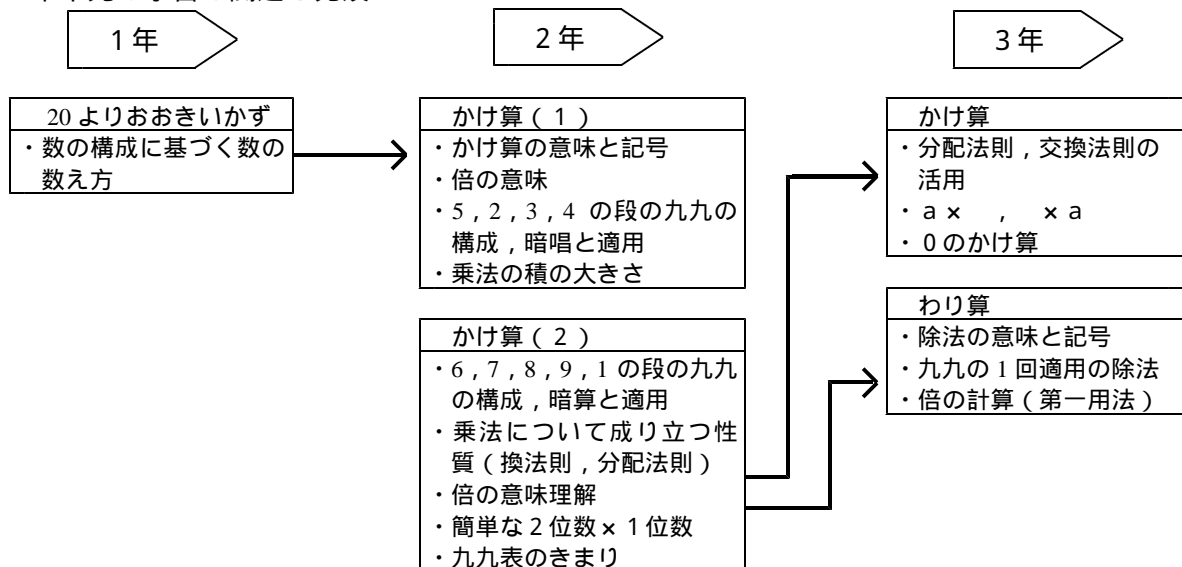 1年
2年
3年
20よりおおきいかず
・数の構成に基づく数の
数え方
かけ算(1)
・かけ算の意味と記号
・倍の意味
・5,2,3,4 の段の九九の
構成,暗唱と適用
・乗法の積の大きさ
かけ算(2)
・6,7,8,9,1 の段の九九
の構成,暗算と適用
・乗法について成り立つ性
質(換法則,分配法則)
・倍の意味理解
・簡単な2位数×1位数
・九九表のきまり
かけ算
・分配法則,交換法則の
活用
・a× , ×a
・0のかけ算
わり算
・除法の意味と記号
・九九の1回適用の除法
・倍の計算(第一用法)